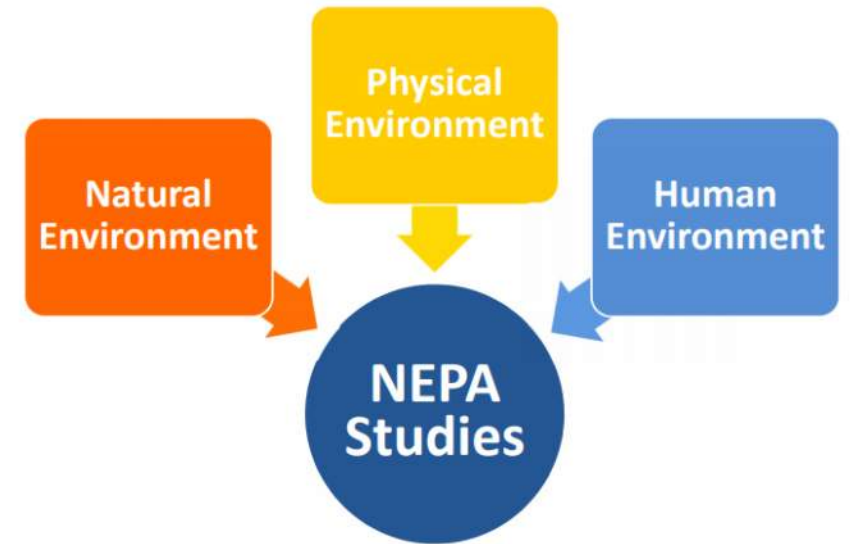 Physical
Environment
Natural
Environment
Human
Environment
NEPA
Studies